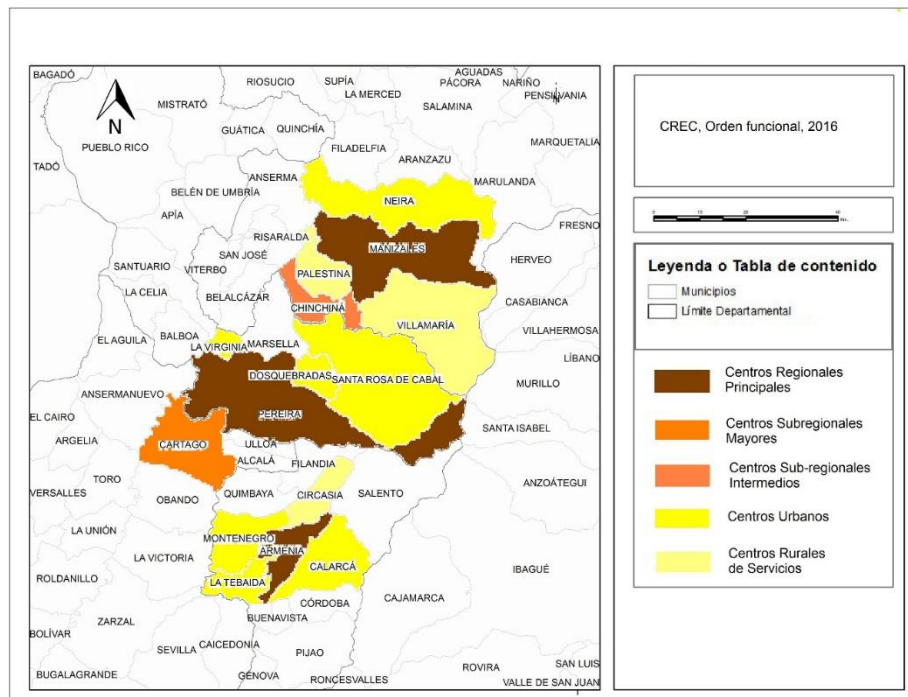 BAGADÓ
RIOSUCIO
SUPÍA
AGUADAS
PÁCORA
NARIÑO
LA MERCED
PENSILVANIA
MISTRATÓ
SALAMINA
N
GUÁTICA
QUINCHÍA
PUEBLO RICO
MARQUETALIA
FILADELFIA
TADÓ
ARANZAZU
ANSERMA
MARULANDA
BELÉN DE UMBRÍA
NEIRA
APÍA
FRESNO
RISARALDA
MANIZALES
SAN JOSÉ
HERVEO
SANTUARIO
VITERBO
PALESTINA
LA CELIA
BELALCÁZAR
CASABIANCA
CHINCHINÁ
VILLAMARÍA
VILLAHERMOSA
EL AGUILA
BALBOA
LA VIRGINIA
MARSELLA
LÍBANO
DOSQUEBRADAS
SANTA ROSA DE CABAL
MURILLO
ANSERMANUEVO
EL CAIRO
PEREIRA
SANTA ISABEL
ARGELIA
CARTAGO
ULLOA
ALCALÁ
FILANDIA
TORO
ANZOÁTEGUI
VERSALLES
QUIMBAYA
CIRCASIA
SALENTO
OBANDO
LA UNIÓN
MONTENEGRO
ARMENIA
LA VICTORIA
CALARCÁ
IBAGUÉ
ROLDANILLO
LA TEBAIDA
CÓRDOBA
CAJAMARCA
ZARZAL
BUENAVISTA
BOLÍVAR
CAICEDONIA
SEVILLA
PIJAO
SAN LUIS
ROVIRA
BUGALAGRANDE
GÉNOVA
RONCESVALLES
VALLE DE SAN JUAN
CREC, Orden funcional, 2016
Leyenda o Tabla de contenido
Municipios
Límite Departamental
Centros Regionales
Principales
Centros Subregionales
Mayores
Centros Sub-regionales
Intermedios
Centros Urbanos
Centros Rurales
de Servicios